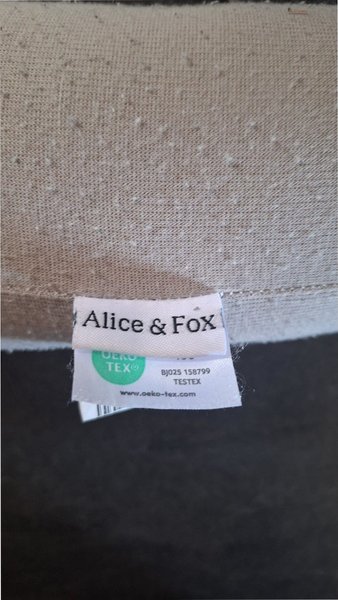 Alice & Fox
OEKO
TEX®
BJ025 158799
TESTEX
www.oeko-tex.com